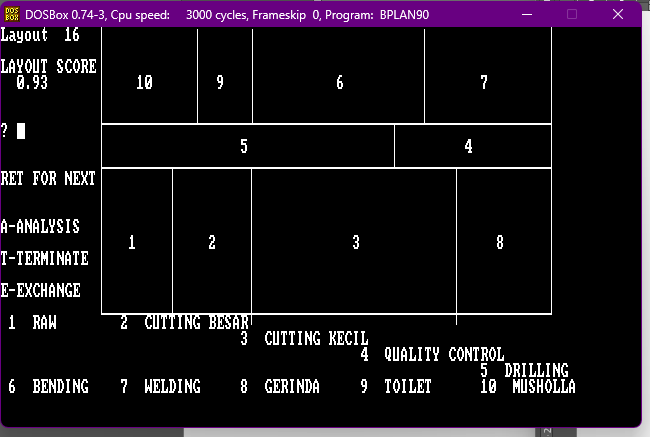 DOSBox 0.74-3, Cpu speed: 3000 cycles, Frameskip 0, Program: BPLAN90
Layout 16
LAYOUT SCORE
0.93
10 9 6 7
?
5 4
RET FOR NEXT
A-ANALYSIS
1 2 3 8
T-TERMINATE
E-EXCHANGE
1 RAW 2 CUTTING BESAR
3 CUTTING KECIL
4 QUALITY CONTROL
5 DRILLING
6 BENDING 7 WELDING 8 GERINDA 9 TOILET 10 MUSHOLLA